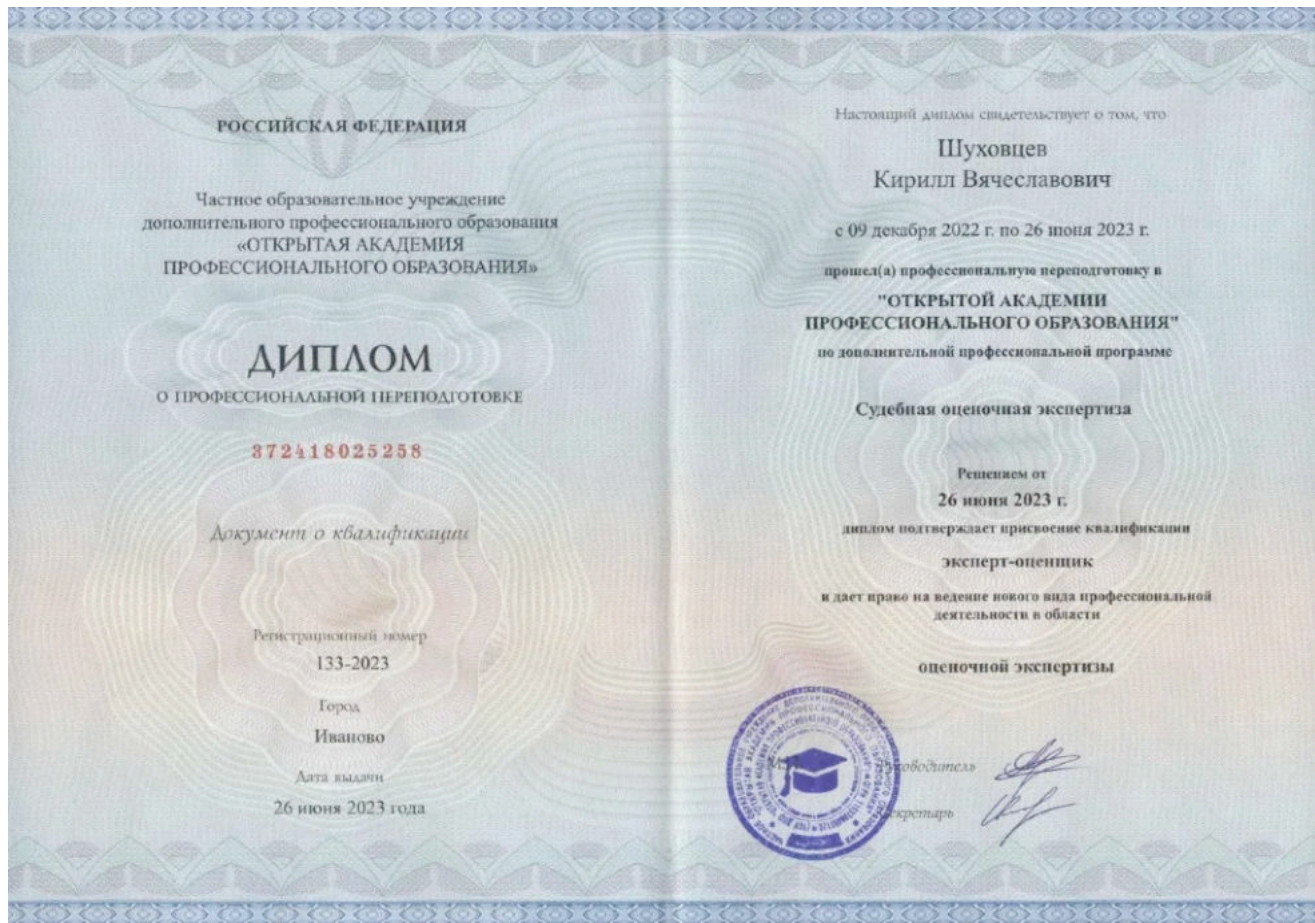 РОССИЙСКАЯ ФЕДЕРАЦИЯ
Частное образовательное учреждение
дополнительного профессионального образования
«ОТКРЫТАЯ АКАДЕМИЯ
ПРОФЕССИОНАЛЬНОГО ОБРАЗОВАНИЯ»
ДИПЛОМ
О ПРОФЕССИОНАЛЬНОЙ ПЕРЕПОДГОТОВКЕ
372418025258
Документ о квалификации
Регистрационный номер
133-2023
Город
Иваново
Дата выдачи
26 июня 2023 года
Настоящий диплом свидетельствует о том, что
Шуховцев
Кирилл Вячеславович
с 09 декабря 2022 г. по 26 июня 2023 г.
прошел(а) профессиональную переподготовку в
"ОТКРЫТОЙ АКАДЕМИИ
ПРОФЕССИОНАЛЬНОГО ОБРАЗОВАНИЯ"
по дополнительной профессиональной программе
Судебная оценочная экспертиза
Решением от
26 июня 2023 г.
диплом подтверждает присвоение квалификации
эксперт-оценщик
и дает право на ведение нового вида профессиональной
деятельности в области
оценочной экспертизы
М.П.
Руководитель
Секретарь